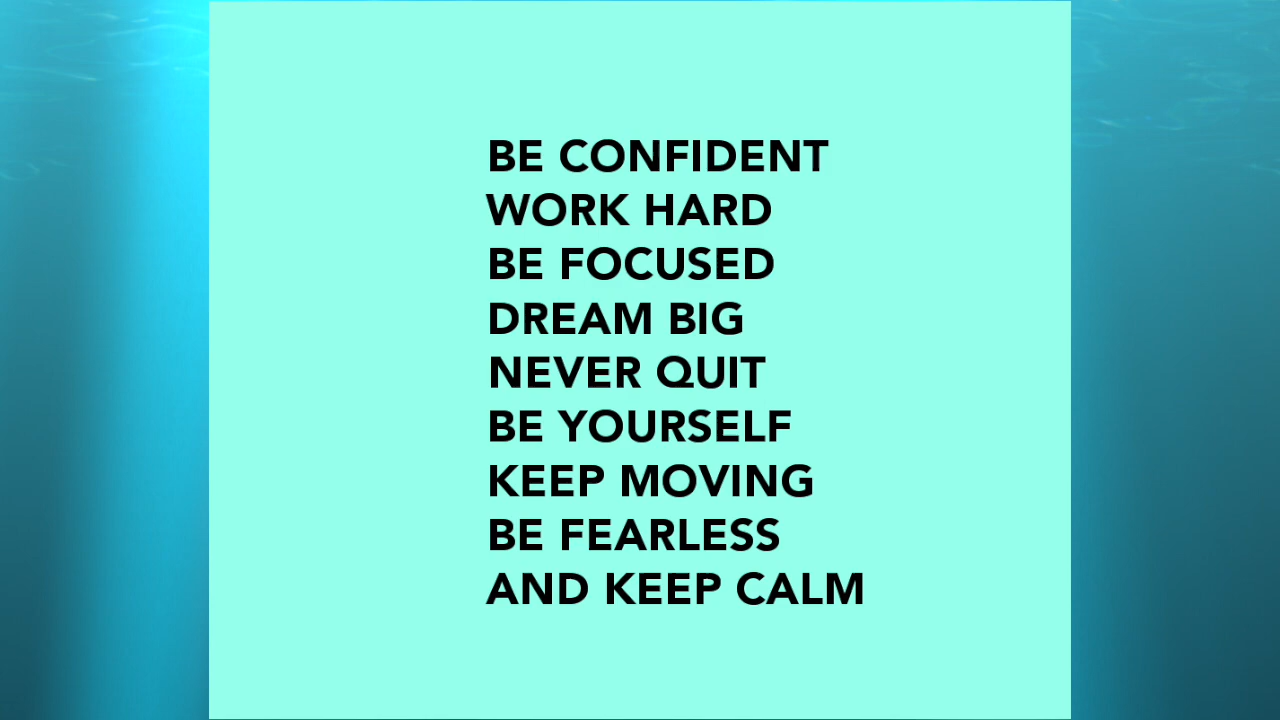 BE CONFIDENT
WORK HARD
BE FOCUSED
DREAM BIG
NEVER QUIT
BE YOURSELF
KEEP MOVING
BE FEARLESS
AND KEEP CALM